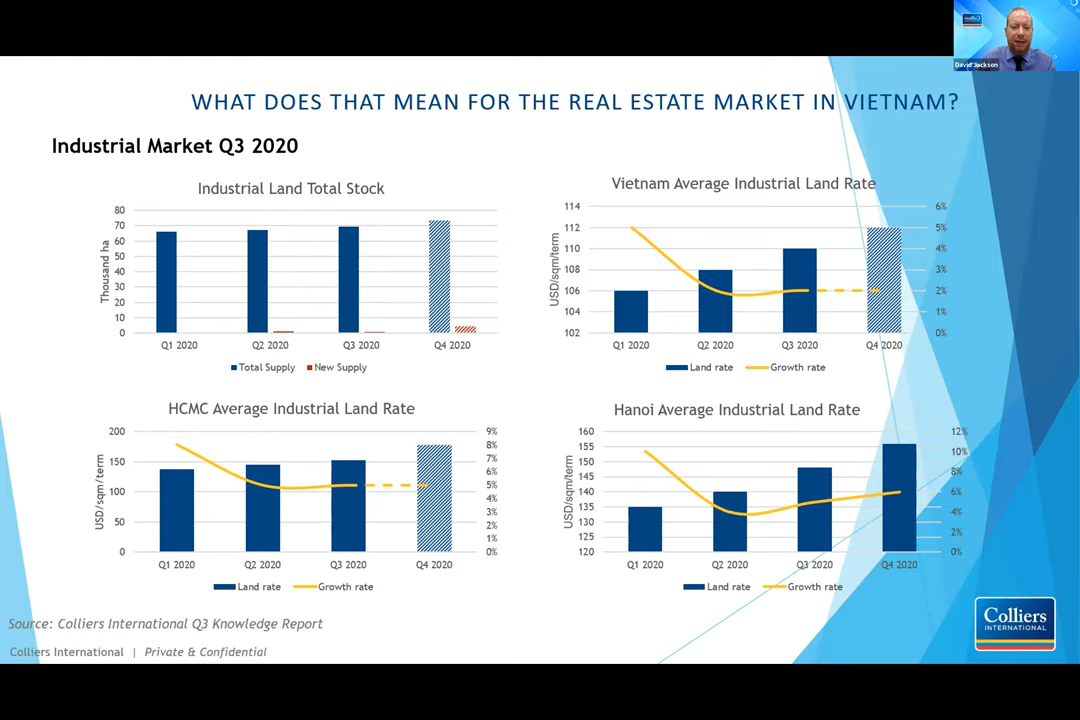 Colliers
David Jackson
WHAT DOES THAT MEAN FOR THE REAL ESTATE MARKET IN VIETNAM?
Industrial Market Q3 2020
Industrial Land Total Stock
Thousand ha
80
70
60
50
40
30
20
10
0
Q1 2020 Q2 2020 Q3 2020 Q4 2020
Total Supply New Supply
Vietnam Average Industrial Land Rate
USD/sqm/term
114
112
110
108
106
104
102
6%
5%
4%
3%
2%
1%
0%
Q1 2020 Q2 2020 Q3 2020 Q4 2020
Land rate Growth rate
HCMC Average Industrial Land Rate
USD/sqm/term
200
150
100
50
0
9%
8%
7%
6%
5%
4%
3%
2%
1%
0%
Q1 2020 Q2 2020 Q3 2020 Q4 2020
Land rate Growth rate
Hanoi Average Industrial Land Rate
USD/sqm/term
160
155
150
145
140
135
130
125
120
12%
10%
8%
6%
4%
2%
0%
Q1 2020 Q2 2020 Q3 2020 Q4 2020
Land rate Growth rate
Source: Colliers International Q3 Knowledge Report
Colliers International | Private & Confidential
Colliers
INTERNATIONAL